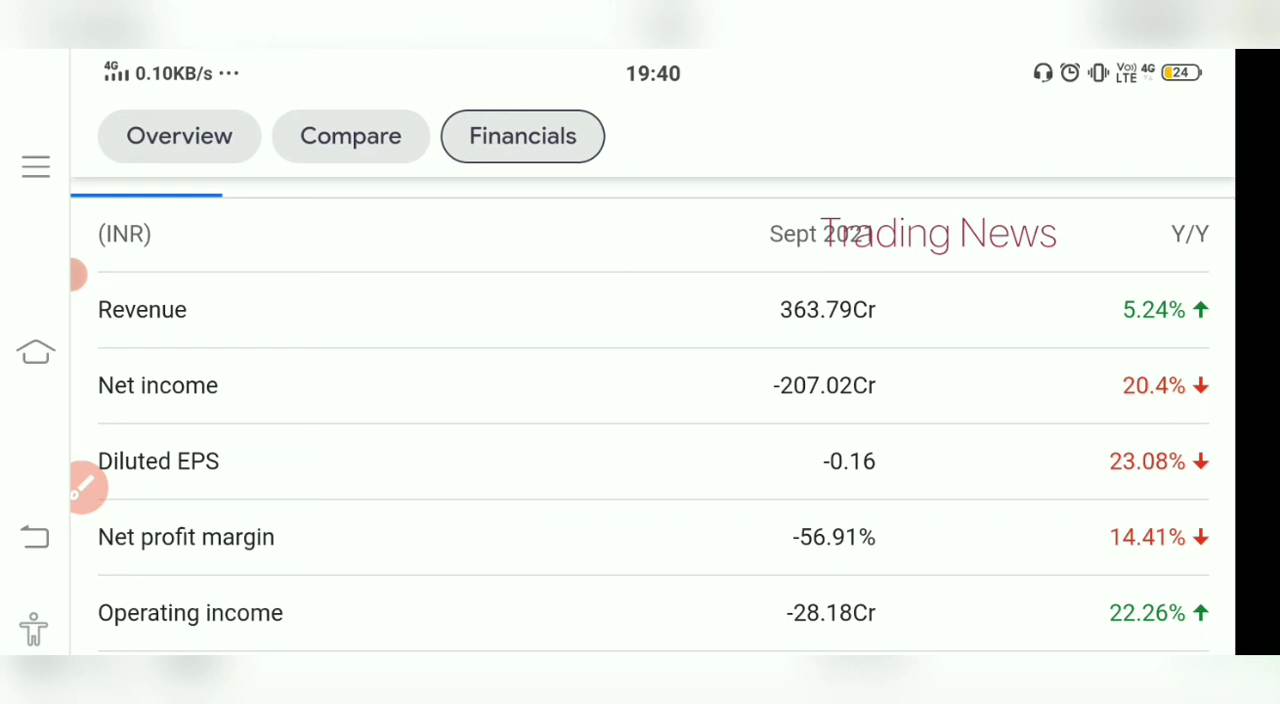 4G 0.10KB/s ... 19:40 Vo)) LTE 4G 24
Overview Compare Financials
Trading News
(INR) Sept 2021 Y/Y
Revenue 363.79Cr 5.24%
Net income -207.02Cr 20.4%
Diluted EPS -0.16 23.08%
Net profit margin -56.91% 14.41%
Operating income -28.18Cr 22.26%